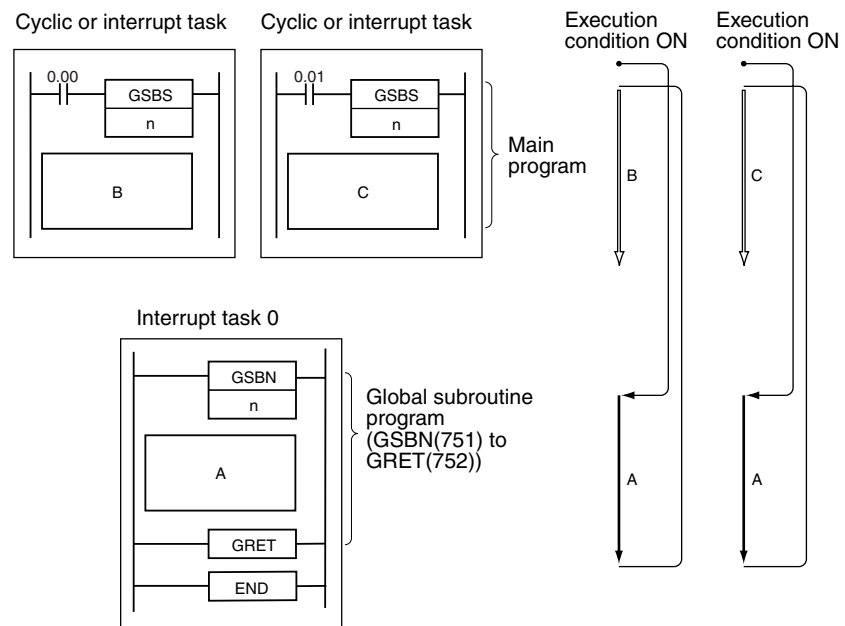 Cyclic or interrupt task
0.00
GSBS
n
B
Cyclic or interrupt task
0.01
GSBS
n
C
Main
program
Execution
condition ON
B
A
Execution
condition ON
C
A
Interrupt task 0
GSBN
n
A
GRET
END
Global subroutine
program
(GSBN(751) to
GRET(752))